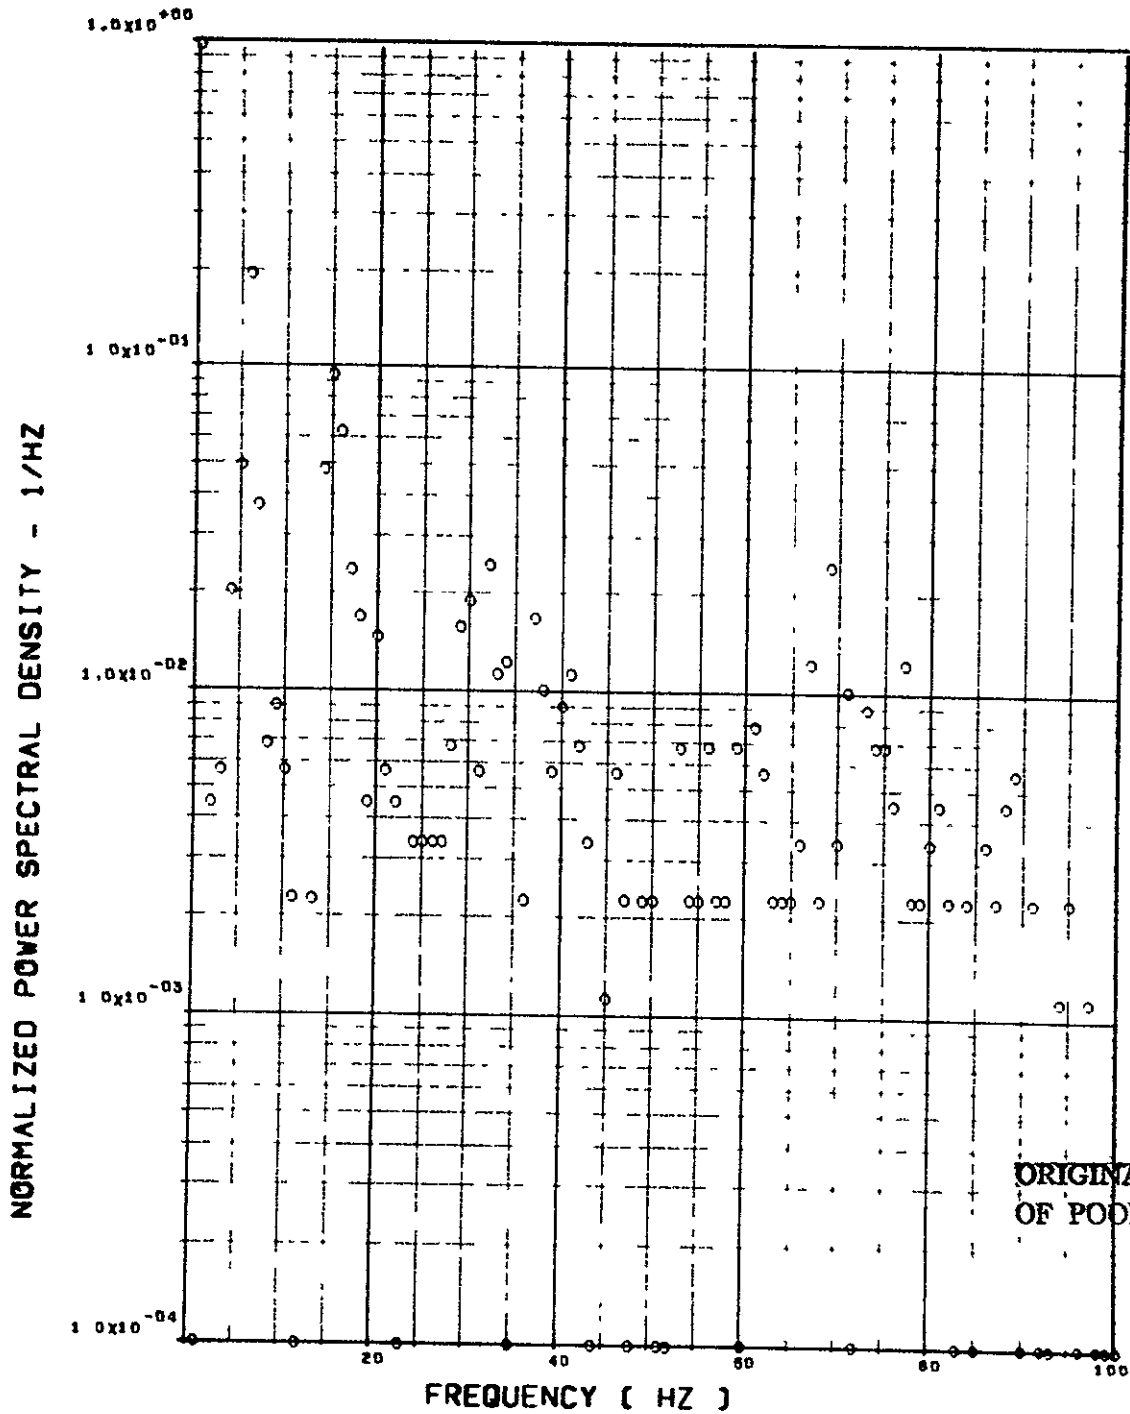 1.0x10+00
1 0x10-01
1.0x10-02
1 0x10-03
1 0x10-04
NORMALIZED POWER SPECTRAL DENSITY - 1/HZ
ORIGINA
OF POO
20 40 60 80 100
FREQUENCY ( HZ )